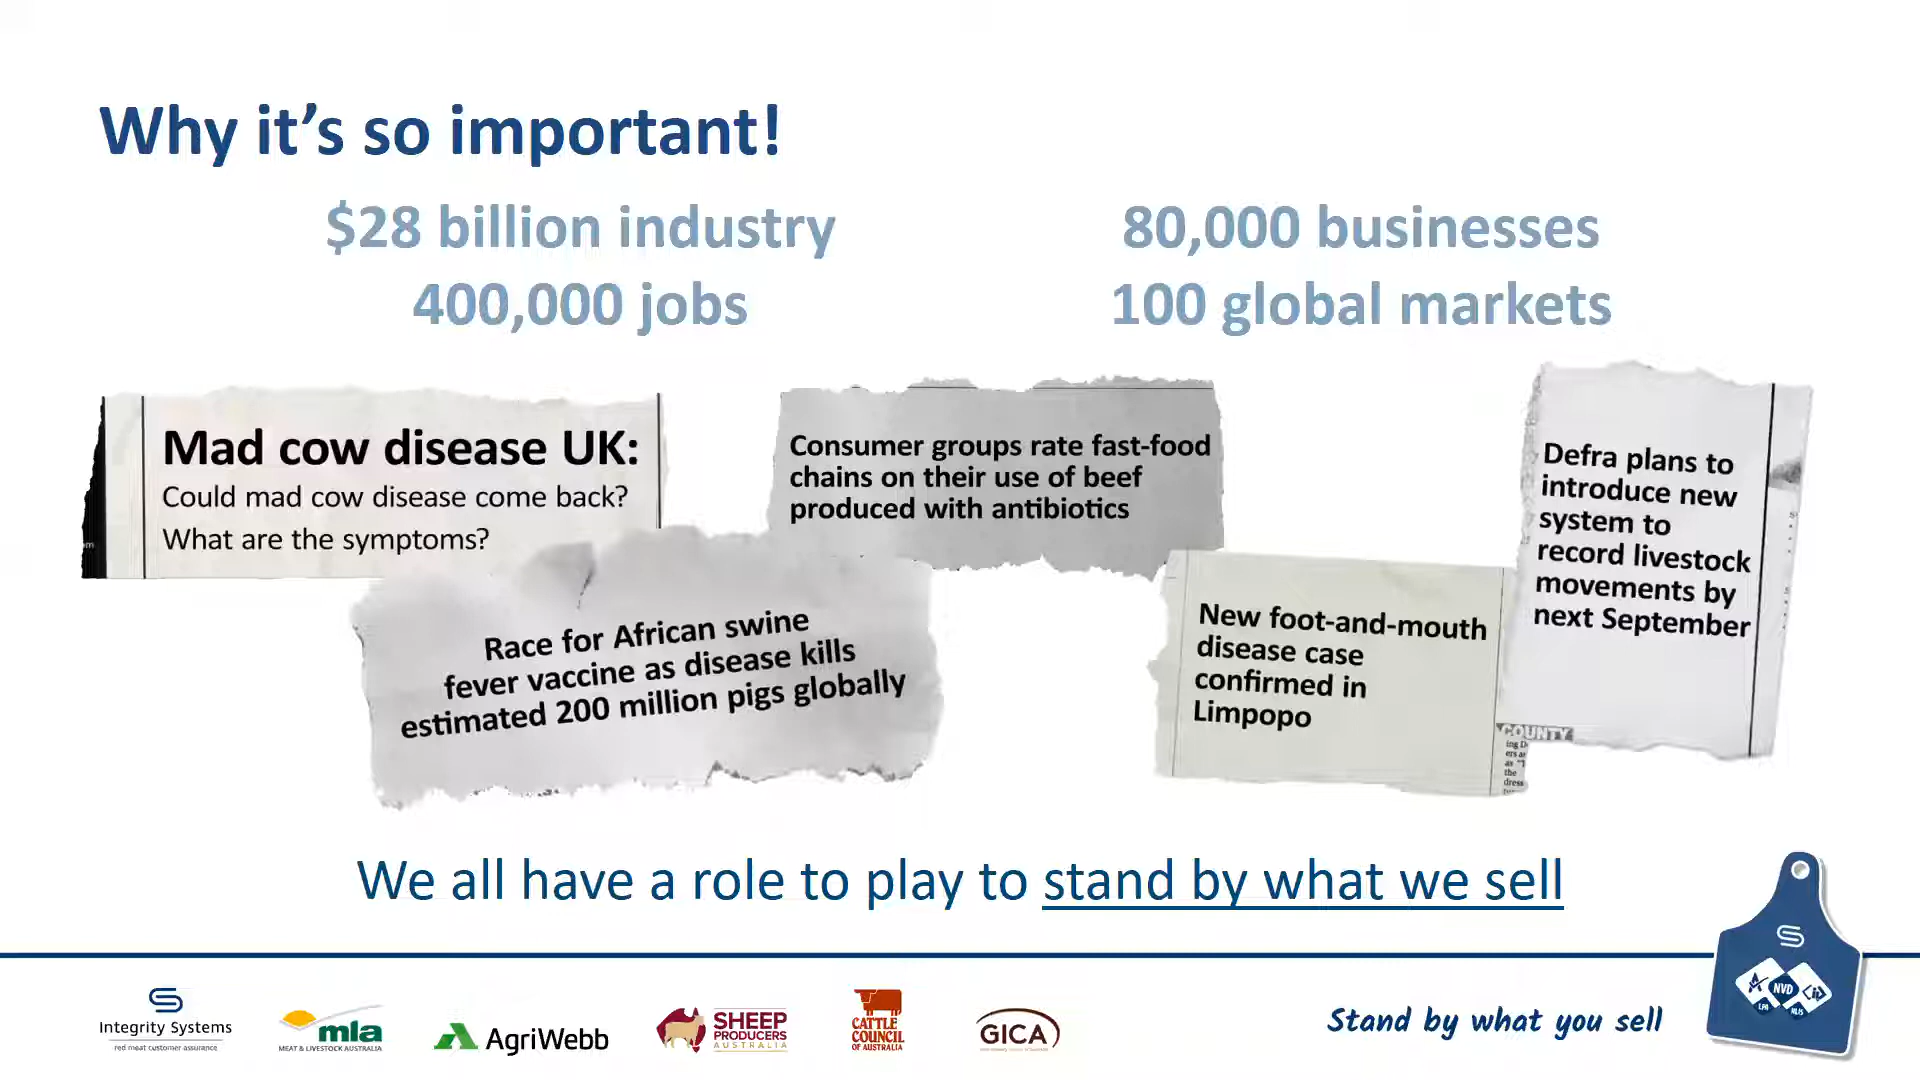 Why it's so important!
$28 billion industry
400,000 jobs
80,000 businesses
100 global markets
Mad cow disease UK:
Could mad cow disease come back?
What are the symptoms?
Consumer groups rate fast-food
chains on their use of beef
produced with antibiotics
Defra plans to
introduce new
system to
record livestock
movements by
next September
Race for African swine
fever vaccine as disease kills
estimated 200 million pigs globally
New foot-and-mouth
disease case
confirmed in
Limpopo
COUNTY
We all have a role to play to stand by what we sell
Integrity Systems
red meat customer assurance
mla
MEAT & LIVESTOCK AUSTRALIA
AgriWebb
SHEEP
PRODUCERS
AUSTRALIA
CATTLE
COUNCIL
OF AUSTRALIA
GICA
Stand by what you sell
LPA
NVD
NLIS